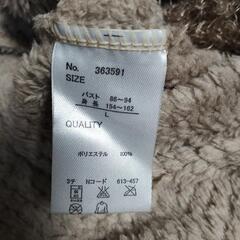 No. 363591
SIZE
バスト 86〜94
身長 154〜162
L
QUALITY
ポリエステル 100%
Nコード 613-457